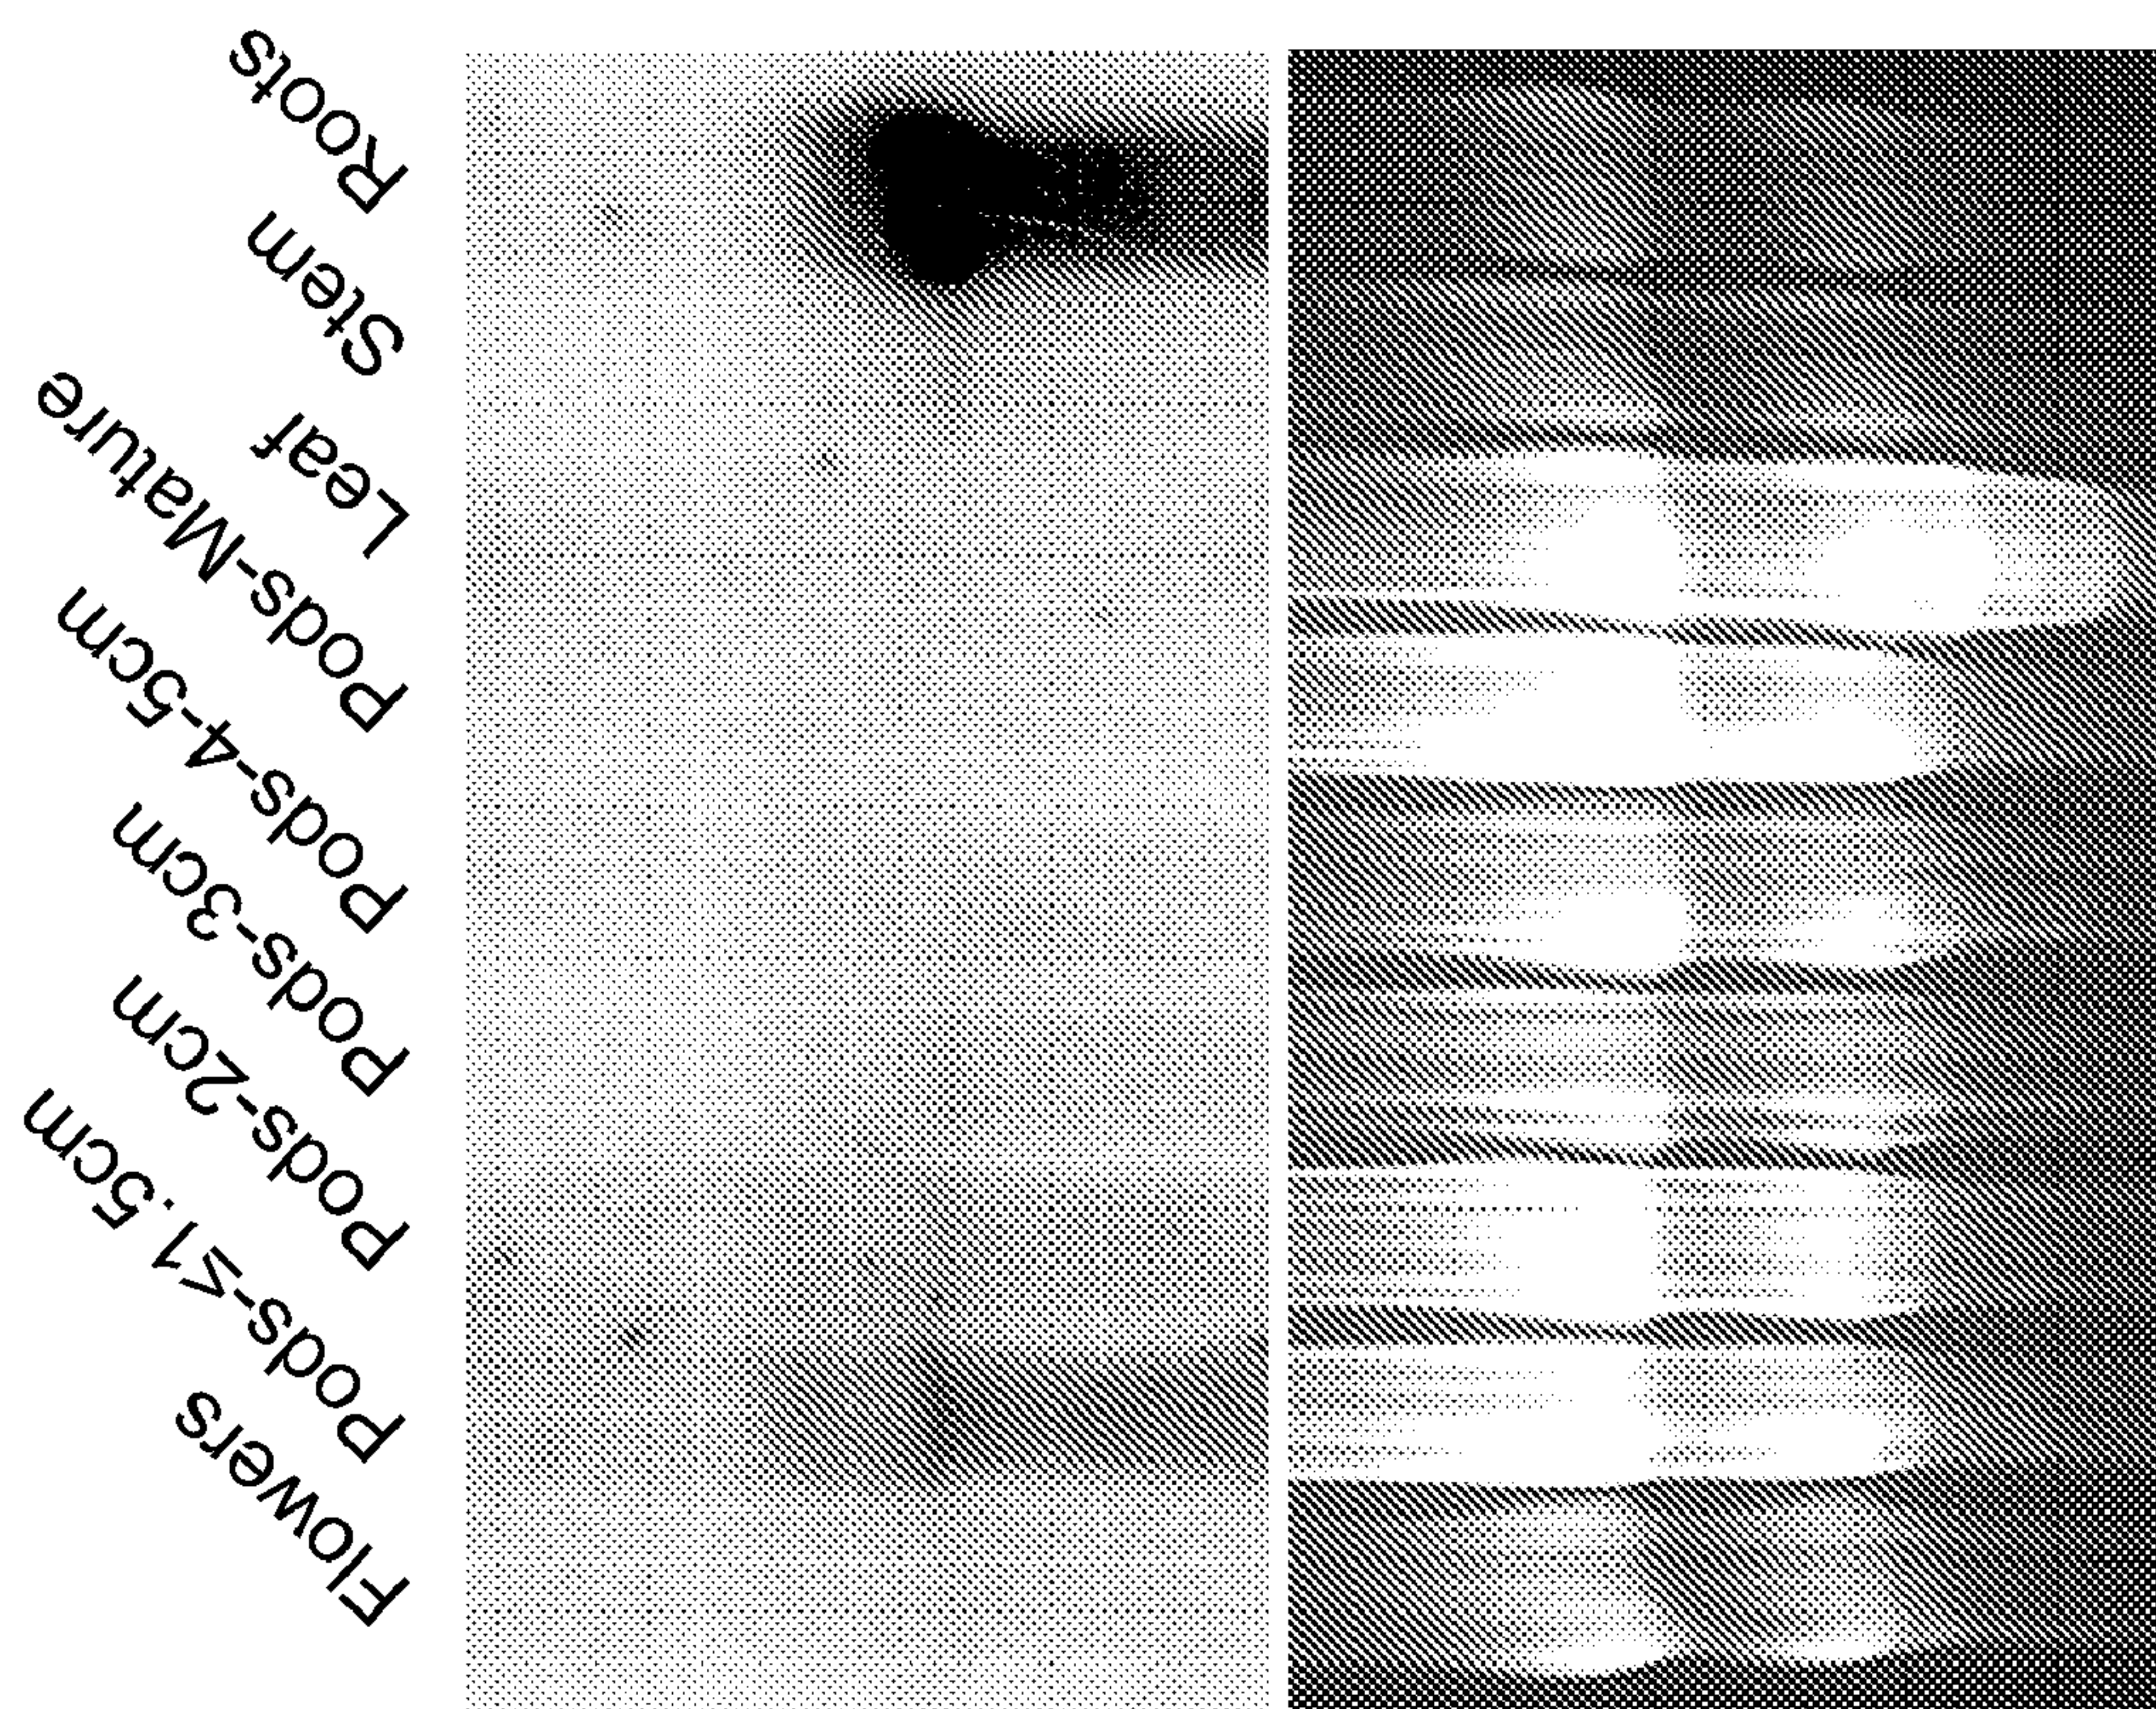 Roots
Stem
Leaf
Pods-Mature
Pods-4-5cm
Pods-3cm
Pods-2cm
Pods-≤1.5cm
Flowers